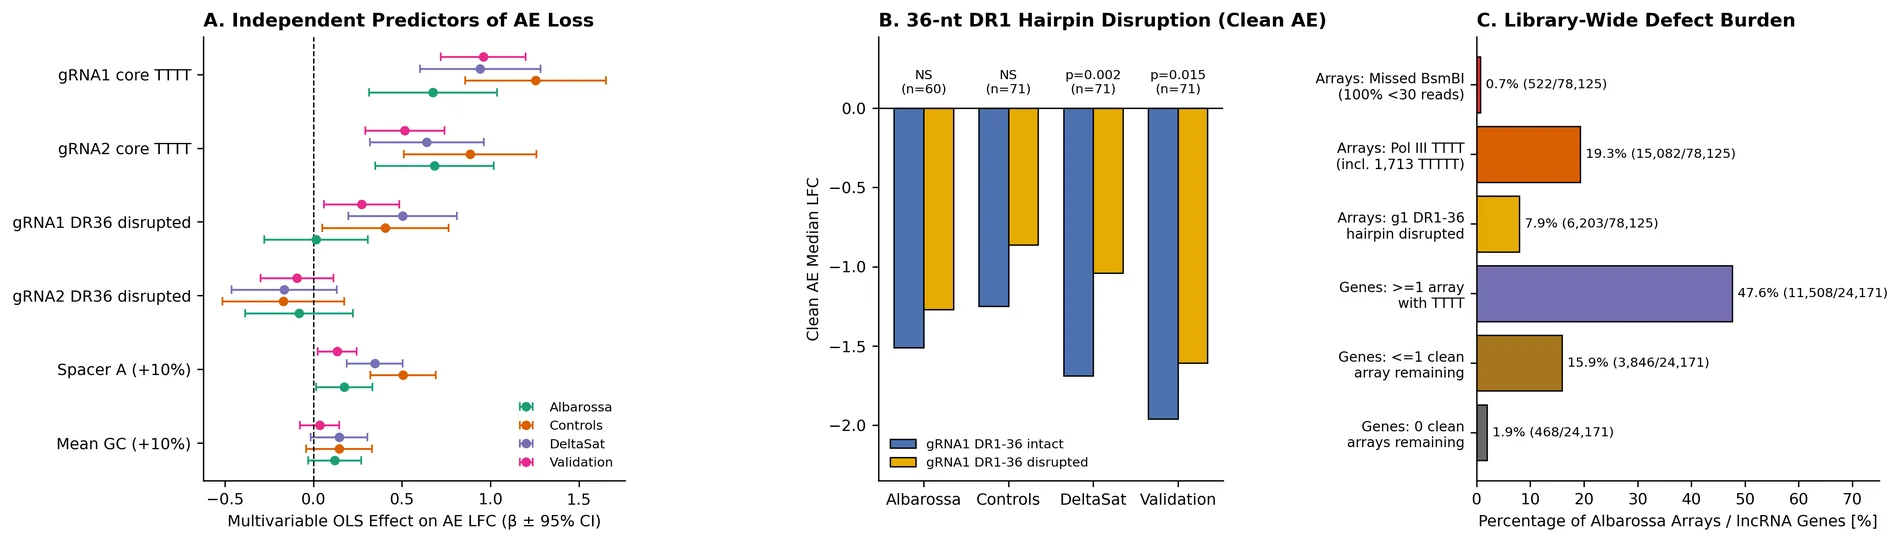 A. Independent Predictors of AE Loss
gRNA1 core TTTT
gRNA2 core TTTT
gRNA1 DR36 disrupted
gRNA2 DR36 disrupted
Spacer A (+10%)
Mean GC (+10%)
Albarossa
Controls
DeltaSat
Validation
−0.5 0.0 0.5 1.0 1.5
Multivariable OLS Effect on AE LFC (β ± 95% CI)
B. 36-nt DR1 Hairpin Disruption (Clean AE)
NS NS p=0.002 p=0.015
(n=60) (n=71) (n=71) (n=71)
0.0
−0.5
−1.0
−1.5
−2.0
Clean AE Median LFC
gRNA1 DR1-36 intact
gRNA1 DR1-36 disrupted
Albarossa Controls DeltaSat Validation
C. Library-Wide Defect Burden
Arrays: Missed BsmBI
(100% <30 reads)
0.7% (522/78,125)
Arrays: Pol III TTTT
(incl. 1,713 TTTTT)
19.3% (15,082/78,125)
Arrays: g1 DR1-36
hairpin disrupted
7.9% (6,203/78,125)
Genes: >=1 array
with TTTT
47.6% (11,508/24,171)
Genes: <=1 clean
array remaining
15.9% (3,846/24,171)
Genes: 0 clean
arrays remaining
1.9% (468/24,171)
0 10 20 30 40 50 60 70
Percentage of Albarossa Arrays / lncRNA Genes [%]